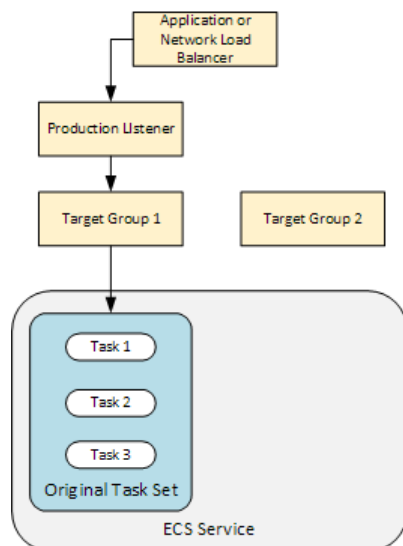 Application or
Network Load
Balancer
Production Listener
Target Group 1
Target Group 2
Task 1
Task 2
Task 3
Original Task Set
ECS Service